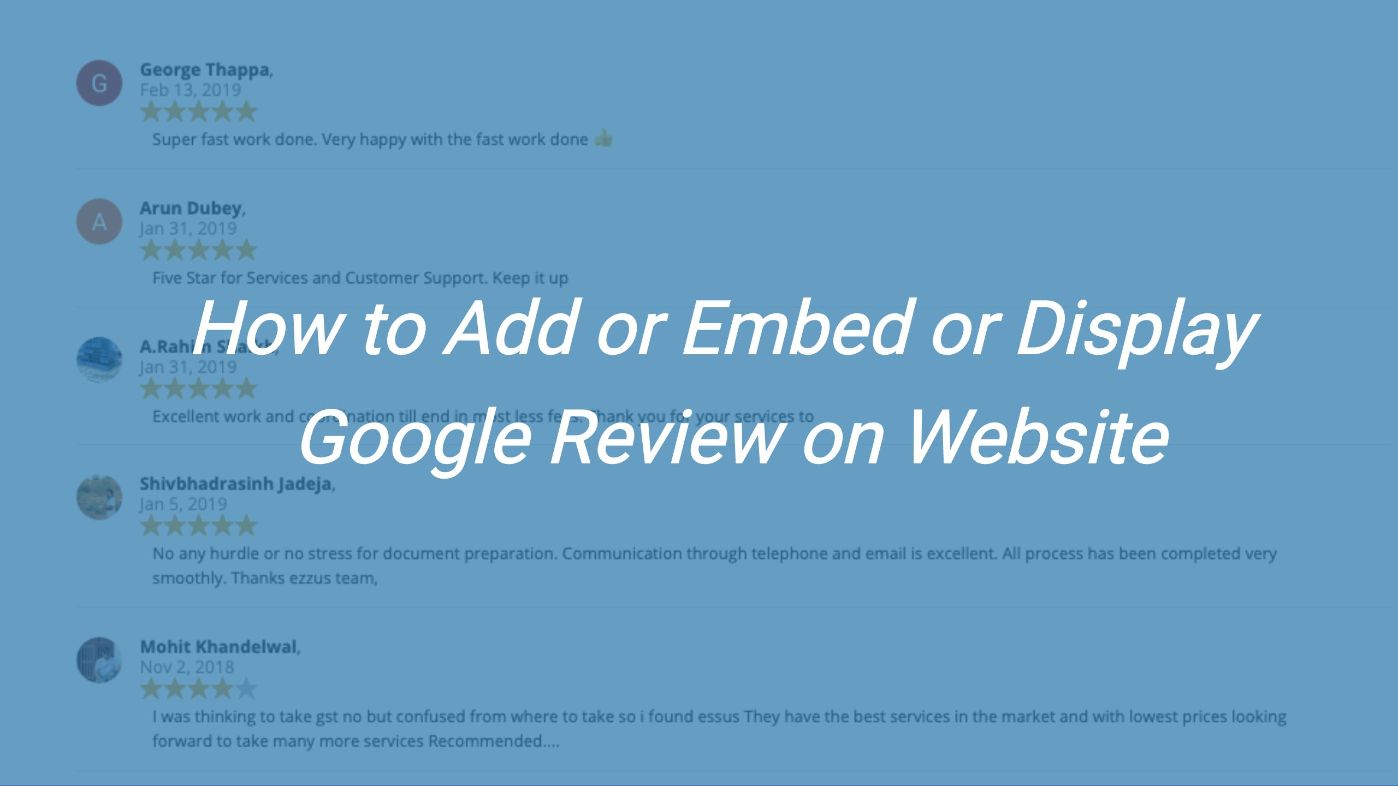 G
George Thappa,
Feb 13, 2019
Super fast work done. Very happy with the fast work done 👍
A
Arun Dubey,
Jan 31, 2019
Five Star for Services and Customer Support. Keep it up
How to Add or Embed or Display
A.Rahim
Jan 31, 2019
Excellent work and till end in less Thank you for your services to
Google Review on Website
Shivbhadrasinh Jadeja,
Jan 5, 2019
No any hurdle or no stress for document preparation. Communication through telephone and email is excellent. All process has been completed very
smoothly. Thanks ezzus team,
Mohit Khandelwal,
Nov 2, 2018
I was thinking to take gst no but confused from where to take so i found essus They have the best services in the market and with lowest prices looking
forward to take many more services Recommended....